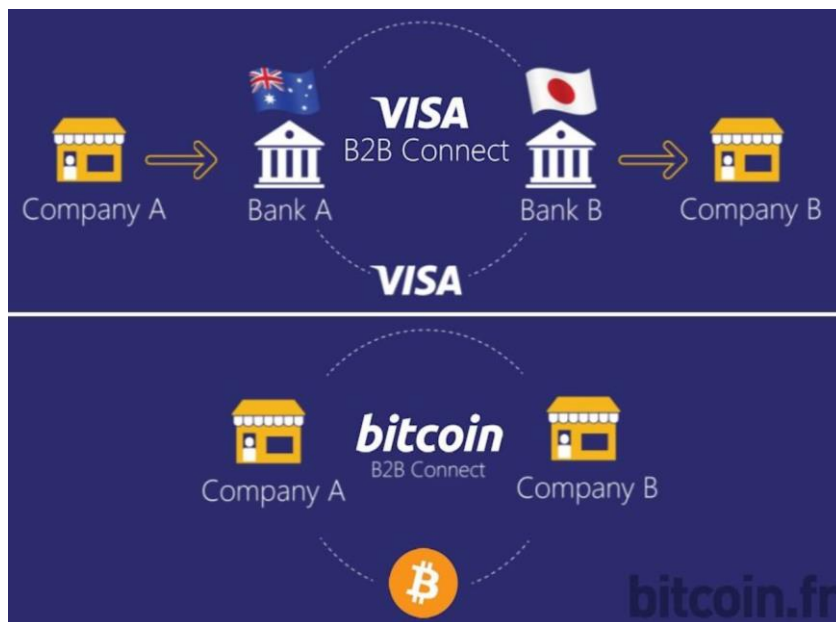 VISA
B2B Connect
Company A
Bank A
Bank B
Company B
VISA
bitcoin
B2B Connect
Company A
Company B
bitcoin.fr